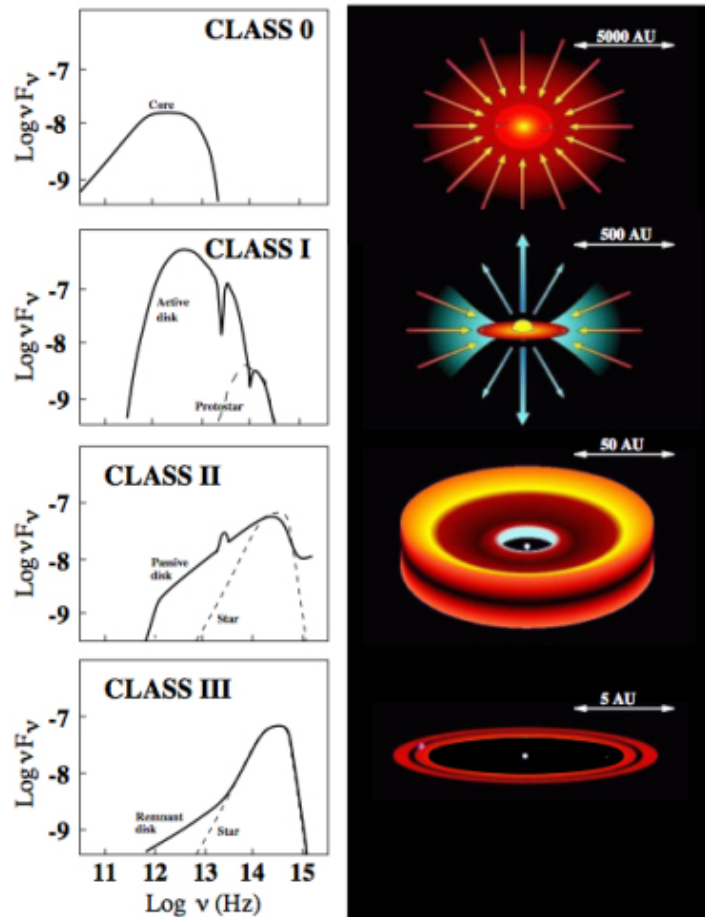 CLASS 0
5000 AU
Log νFν
-7
-8
-9
Core
CLASS I
500 AU
Log νFν
-7
-8
-9
Active
disk
Protostar
CLASS II
50 AU
Log νFν
-7
-8
-9
Passive
disk
Star
CLASS III
5 AU
Log νFν
-7
-8
-9
Remnant
disk
Star
11 12 13 14 15
Log ν (Hz)